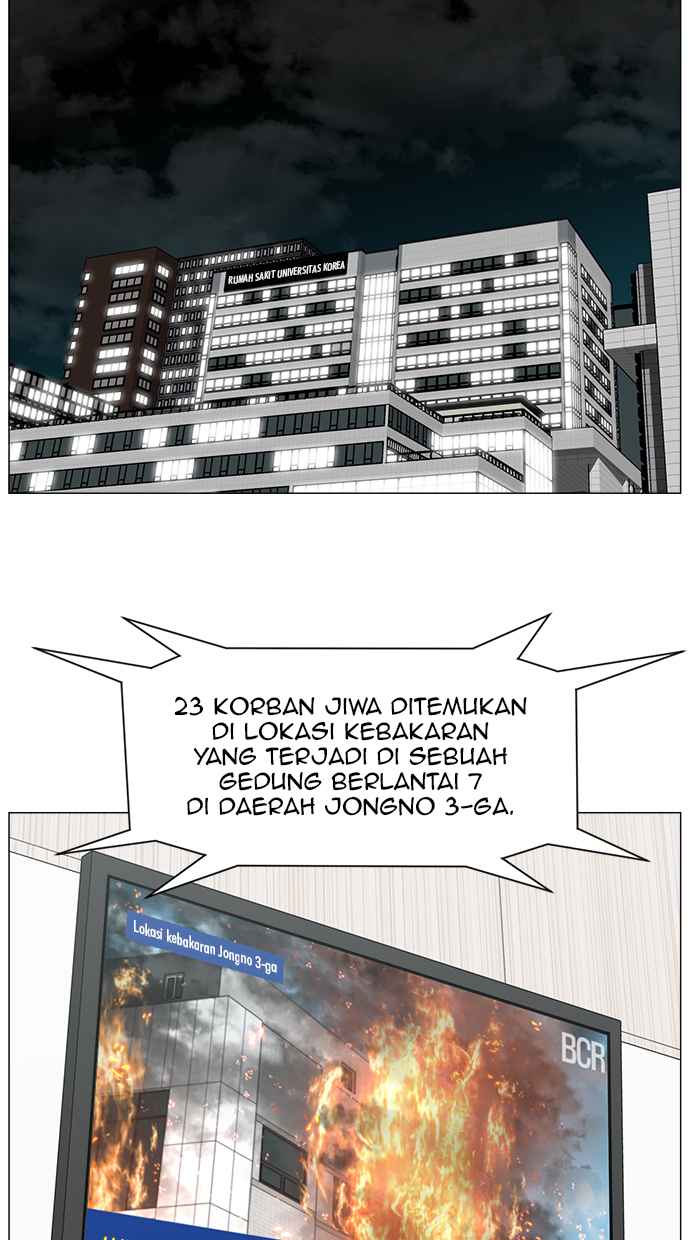 RUMAH SAKIT UNIVERSITAS KOREA
23 KORBAN JIWA DITEMUKAN
DI LOKASI KEBAKARAN
YANG TERJADI DI SEBUAH
GEDUNG BERLANTAI 7
DI DAERAH JONGNO 3-GA.
Lokasi kebakaran Jongno 3-ga
BCR